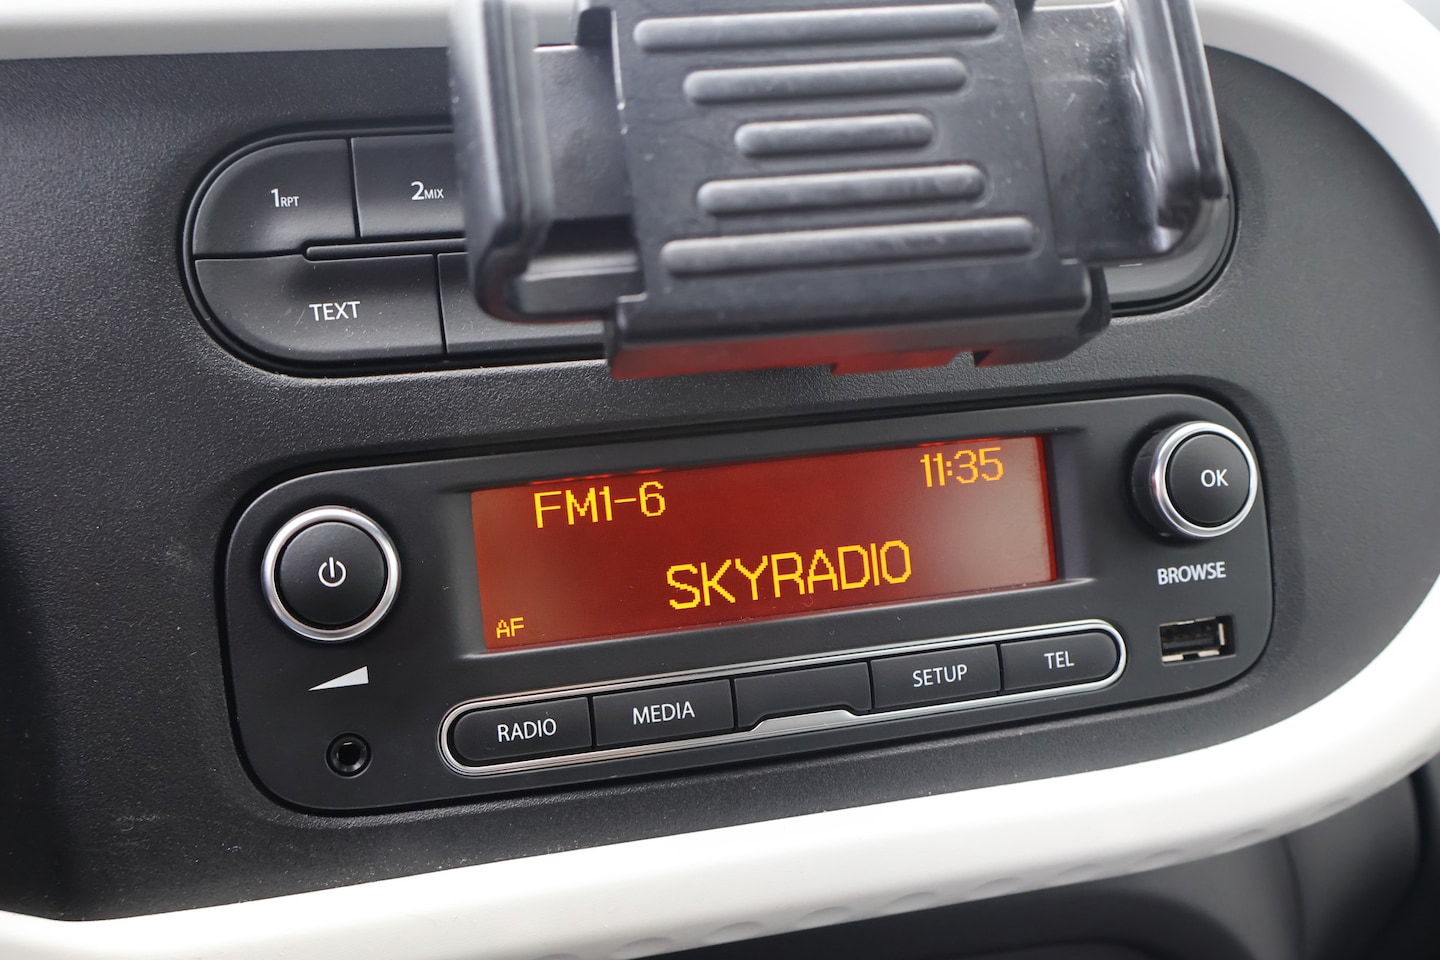 1RPT
2MIX
TEXT
FM1-6
11:35
SKYRADIO
AF
OK
BROWSE
RADIO
MEDIA
SETUP
TEL